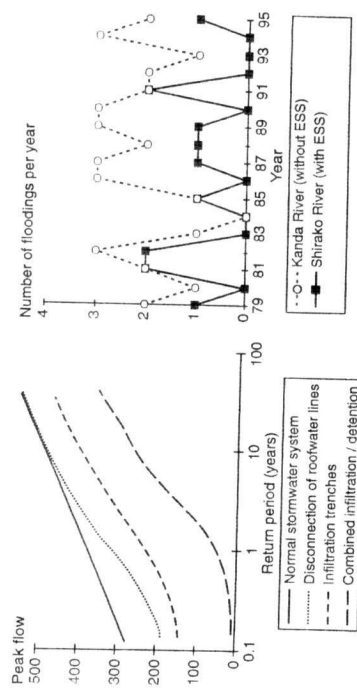 Peak flow
500
400
300
200
100
0
0.1
1
10
100
Return period (years)
Normal stormwater system
Disconnection of roofwater lines
Infiltration trenches
Combined infiltration / detention
Number of floodings per year
4
3
2
1
0
79
81
83
85
87
89
91
93
95
Year
Kanda River (without ESS)
Shirako River (with ESS)